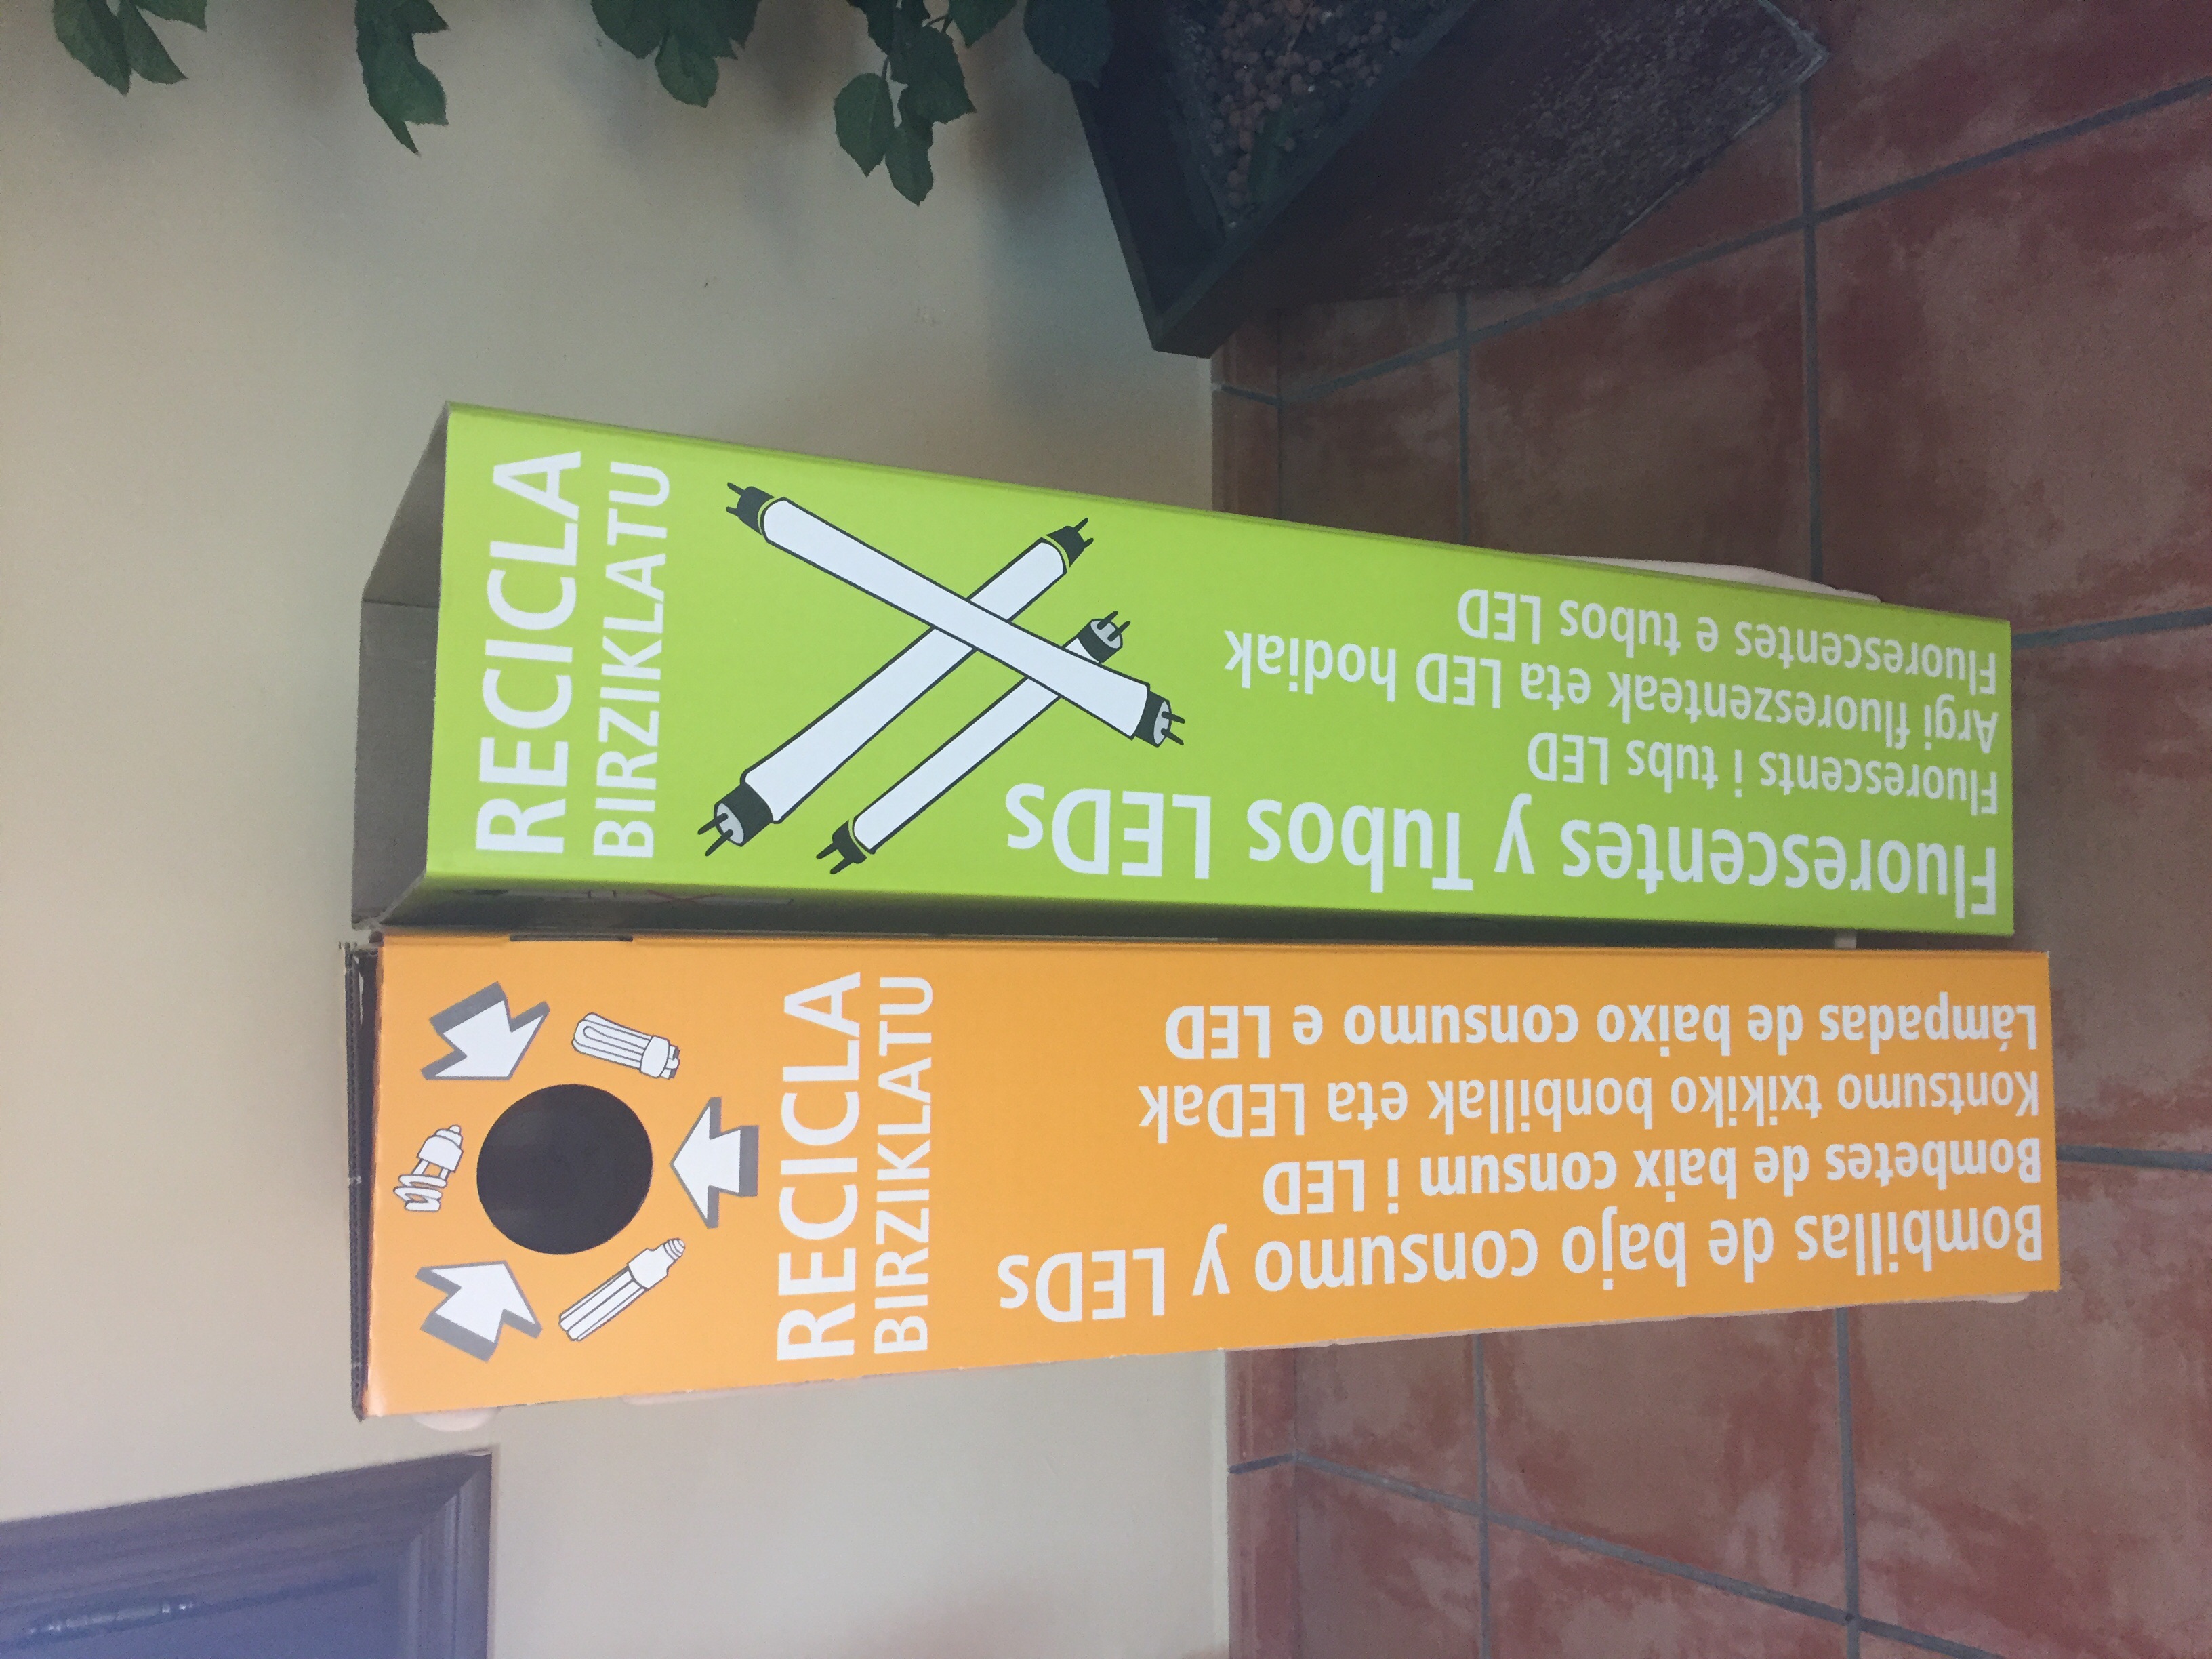 RECICLA
BIRZIKLATU
Bombillas de bajo consumo y LEDs
Bombetes de baix consum i LED
Kontsumo txikiko bonbillak eta LEDak
Lámpadas de baixo consumo e LED
RECICLA
BIRZIKLATU
Fluorescentes y Tubos LEDs
Fluorescents i tubs LED
Argi fluoreszenteak eta LED hodiak
Fluorescentes e tubos LED